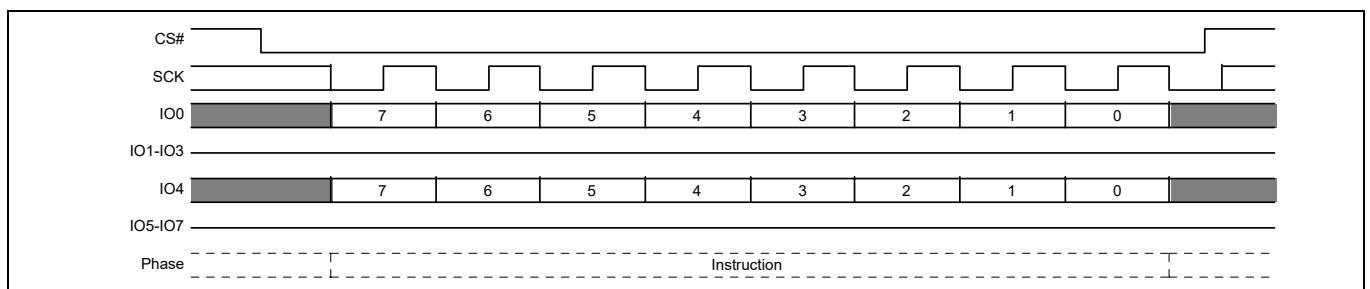 CS#
SCK
IO0 7 6 5 4 3 2 1 0
IO1-IO3
IO4 7 6 5 4 3 2 1 0
IO5-IO7
Phase Instruction